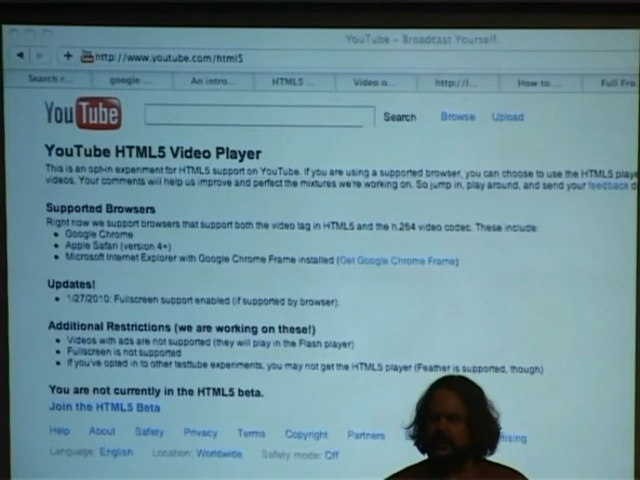 YouTube - Broadcast Yourself.
http://www.youtube.com/html5
Search r... google ... An intro... HTML5 ... Video o... http://l... How to ... Full Fro
YouTube Search Browse Upload
YouTube HTML5 Video Player
This is an opt-in experiment for HTML5 support on YouTube. If you are using a supported browser, you can choose to use the HTML5 playe
videos. Your comments will help us improve and perfect the mixtures we're working on. So jump in, play around, and send your feedback d
Supported Browsers
Right now we support browsers that support both the video tag in HTML5 and the h.264 video codec. These include:
• Google Chrome
• Apple Safari (version 4+)
• Microsoft Internet Explorer with Google Chrome Frame installed (Get Google Chrome Frame)
Updates!
• 1/27/2010: Fullscreen support enabled (if supported by browser).
Additional Restrictions (we are working on these!)
• Videos with ads are not supported (they will play in the Flash player)
• Fullscreen is not supported
• If you've opted in to other testtube experiments, you may not get the HTML5 player (Feather is supported, though)
You are not currently in the HTML5 beta.
Join the HTML5 Beta
Help About Safety Privacy Terms Copyright Partners tising
Language: English Location: Worldwide Safety mode: Off